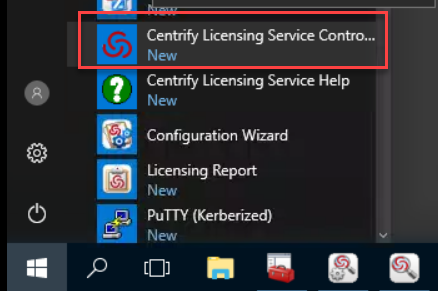 New
Centrify Licensing Service Contro...
New
Centrify Licensing Service Help
New
Configuration Wizard
Licensing Report
New
PuTTY (Kerberized)
New